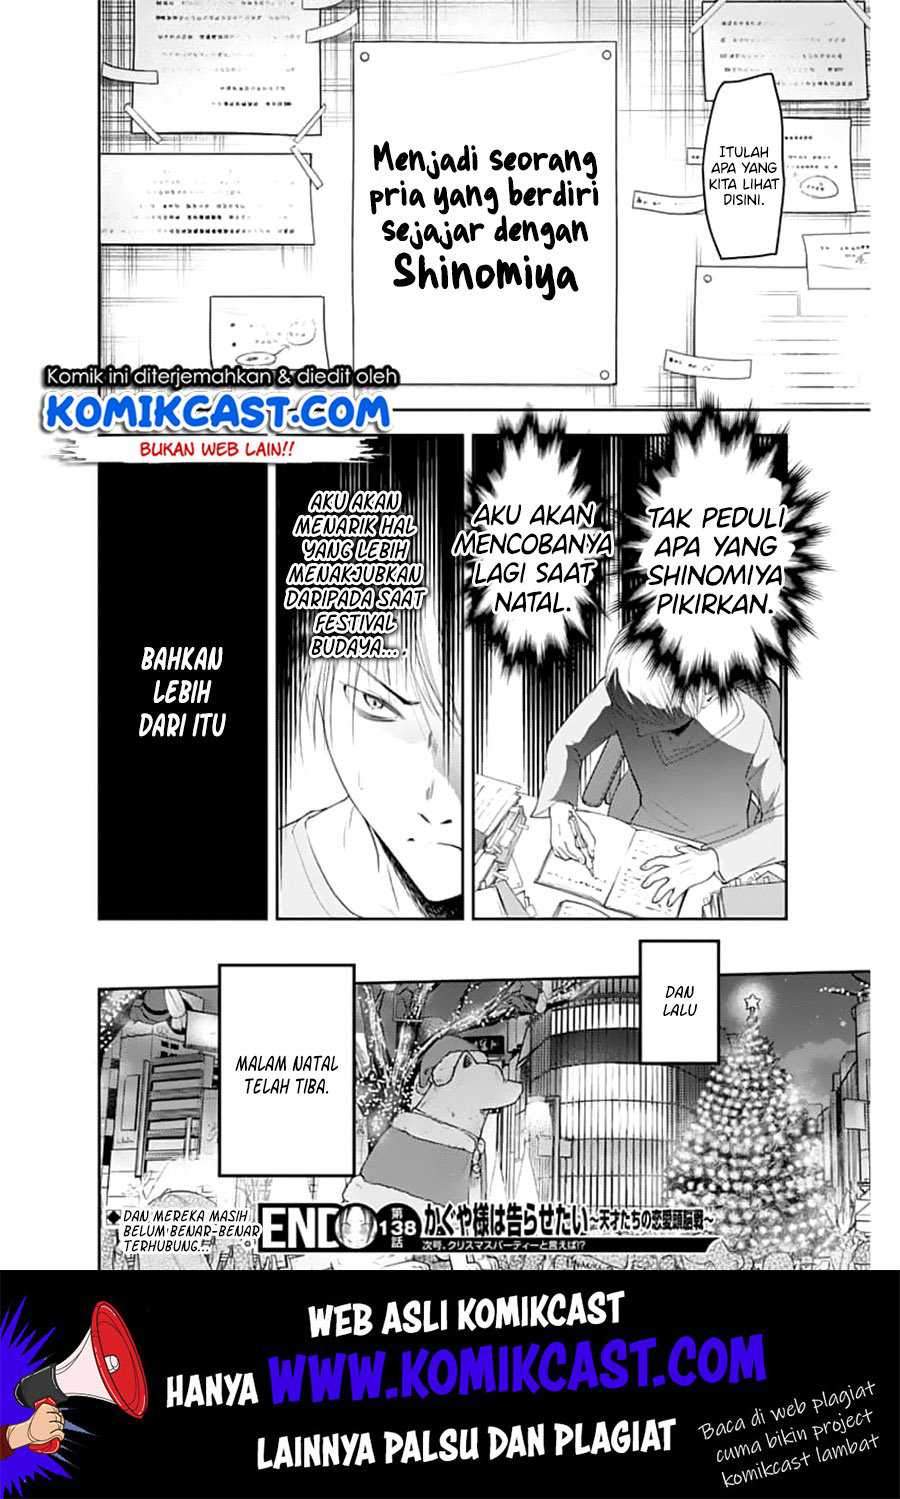 ITULAH
APA YANG
KITA LIHAT
DISINI.
Menjadi seorang
pria yang berdiri
sejajar dengan
Shinomiya
Komik ini diterjemahkan & diedit oleh
KOMIKCAST.COM
BUKAN WEB LAIN!!
TAK PEDULI
APA YANG
SHINOMIYA
PIKIRKAN.
AKU AKAN
MENCOBANYA
LAGI SAAT
NATAL.
AKU AKAN
MENARIK HAL
YANG LEBIH
MENAKJUBKAN
DARIPADA SAAT
FESTIVAL
BUDAYA....
BAHKAN
LEBIH
DARI ITU
DAN
LALU
MALAM NATAL
TELAH TIBA.
DAN MEREKA MASIH
BELUM BENAR-BENAR
TERHUBUNG...
END
第
138
話
かぐや様は告らせたい~天才たちの恋愛頭脳戦~
次号、クリスマスパーティーと言えば!?
WEB ASLI KOMIKCAST
HANYA WWW.KOMIKCAST.COM
LAINNYA PALSU DAN PLAGIAT
Baca di web plagiat
cuma bikin project
komikcast lambat